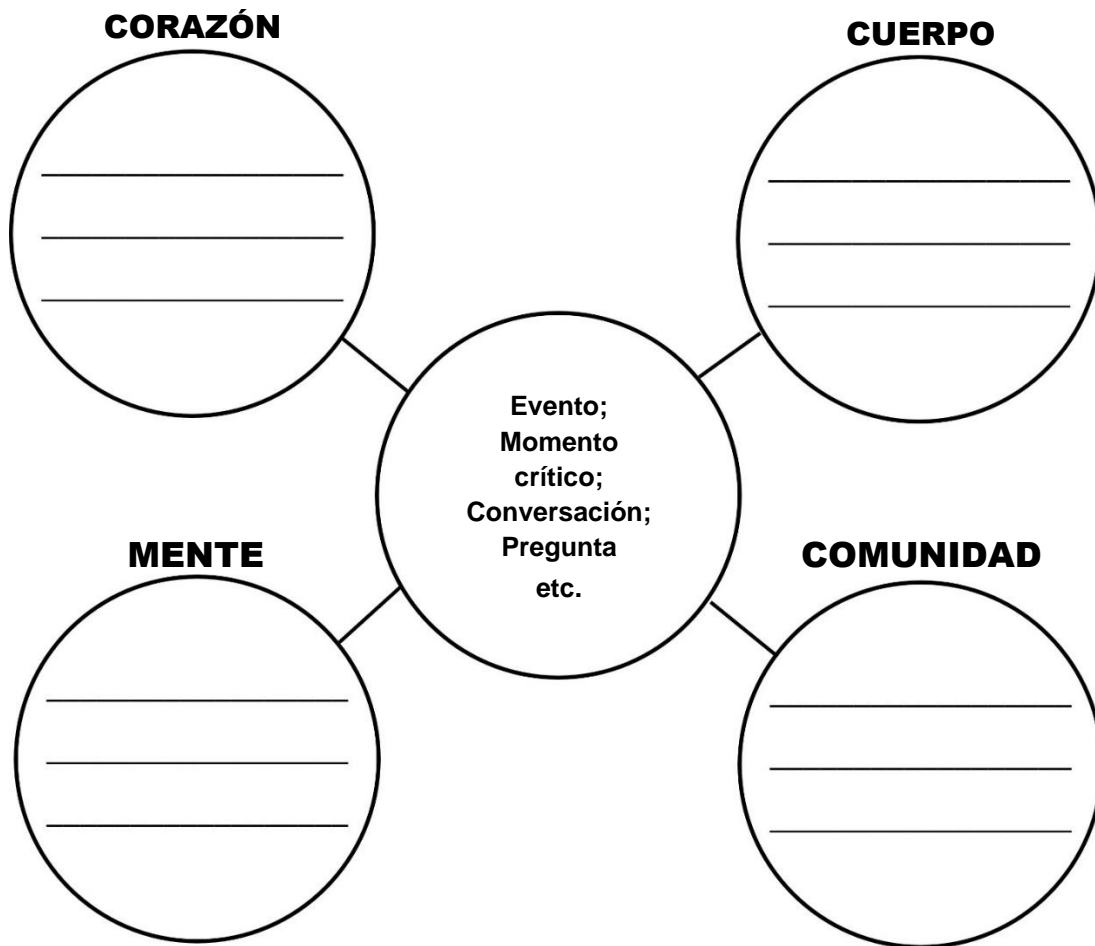 CORAZÓN
CUERPO
Evento;
Momento
crítico;
Conversación;
Pregunta
etc.
MENTE
COMUNIDAD